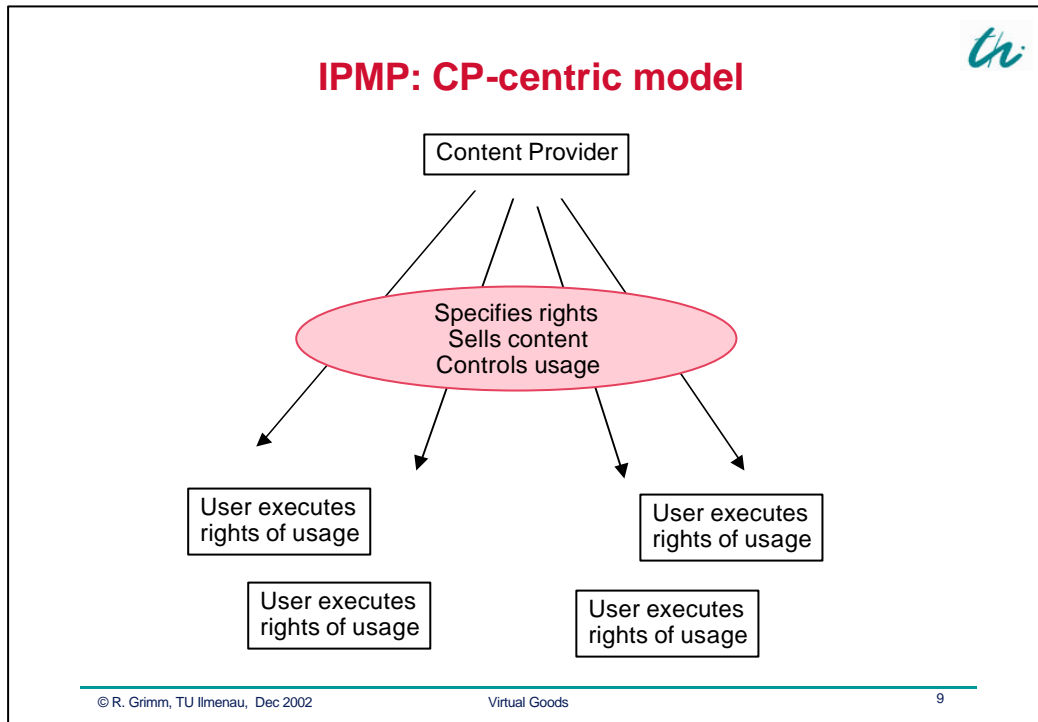 th
IPMP: CP-centric model
Content Provider
Specifies rights
Sells content
Controls usage
User executes
rights of usage
User executes
rights of usage
User executes
rights of usage
User executes
rights of usage
© R. Grimm, TU Ilmenau, Dec 2002
Virtual Goods
9